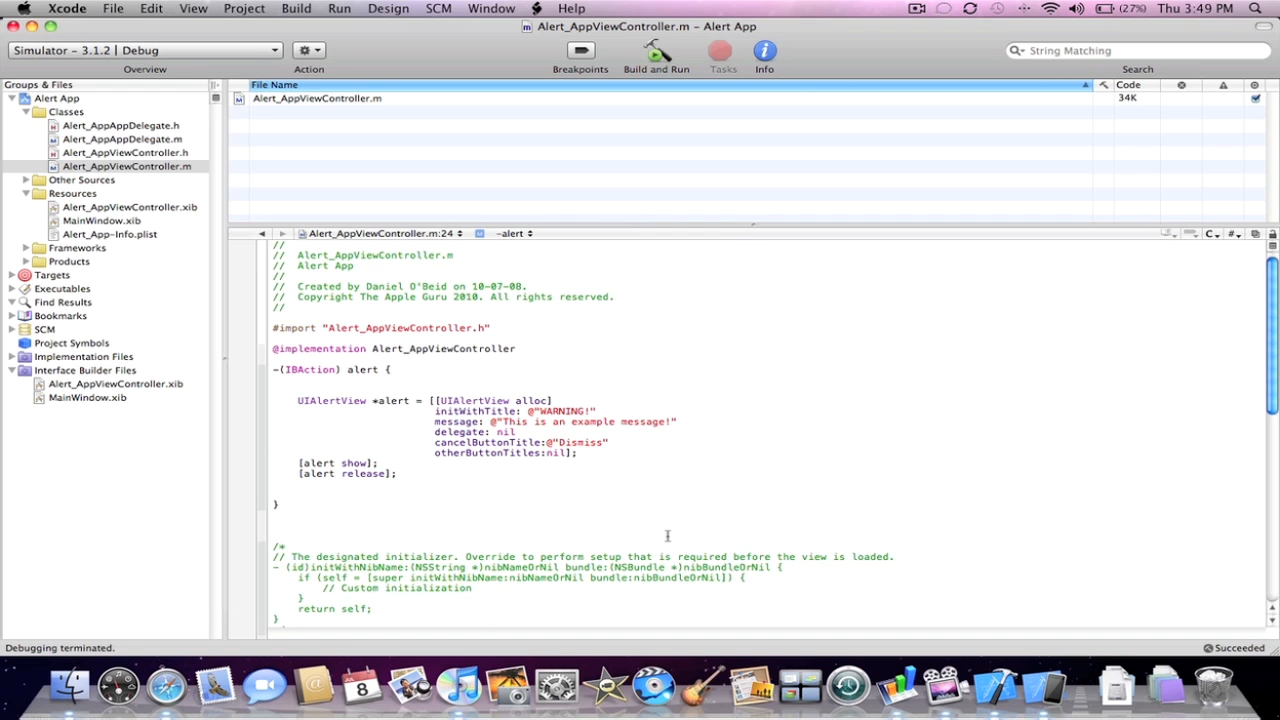 Xcode File Edit View Project Build Run Design SCM Window Help (27%) Thu 3:49 PM
Alert_AppViewController.m – Alert App
Simulator - 3.1.2 | Debug
String Matching
Overview Action Breakpoints Build and Run Tasks Info Search
Groups & Files
File Name Code
Alert App
Alert_AppViewController.m 34K
Classes
Alert_AppAppDelegate.h
Alert_AppAppDelegate.m
Alert_AppViewController.h
Alert_AppViewController.m
Other Sources
Resources
Alert_AppViewController.xib
MainWindow.xib
Alert_App-Info.plist
Frameworks
Products
Targets
Executables
Find Results
Bookmarks
SCM
Project Symbols
Implementation Files
Interface Builder Files
Alert_AppViewController.xib
MainWindow.xib
Alert_AppViewController.m:24 -alert C #
//
//  Alert_AppViewController.m
//  Alert App
//
//  Created by Daniel O'Beid on 10-07-08.
//  Copyright The Apple Guru 2010. All rights reserved.
//
#import "Alert_AppViewController.h"
@implementation Alert_AppViewController
-(IBAction) alert {
UIAlertView *alert = [[UIAlertView alloc]
initWithTitle: @"WARNING!"
message: @"This is an example message!"
delegate: nil
cancelButtonTitle:@"Dismiss"
otherButtonTitles:nil];
[alert show];
[alert release];
}
/*
// The designated initializer. Override to perform setup that is required before the view is loaded.
- (id)initWithNibName:(NSString *)nibNameOrNil bundle:(NSBundle *)nibBundleOrNil {
if (self = [super initWithNibName:nibNameOrNil bundle:nibBundleOrNil]) {
// Custom initialization
}
return self;
}
Debugging terminated. Succeeded
8